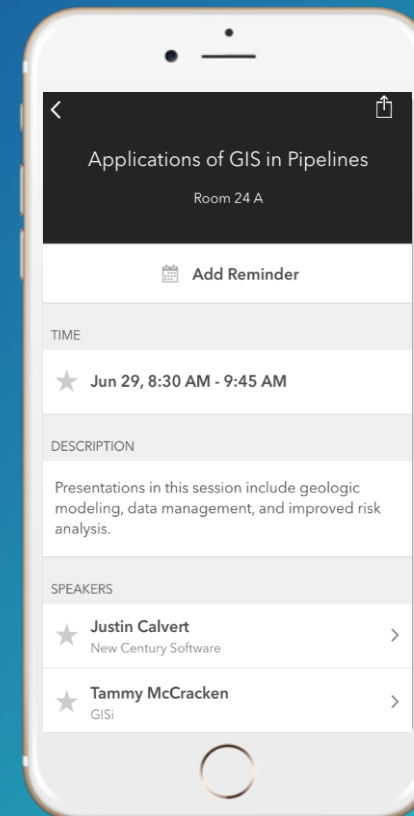 Applications of GIS in Pipelines
Room 24 A
Add Reminder
TIME
Jun 29, 8:30 AM - 9:45 AM
DESCRIPTION
Presentations in this session include geologic
modeling, data management, and improved risk
analysis.
SPEAKERS
Justin Calvert
New Century Software
Tammy McCracken
GISi